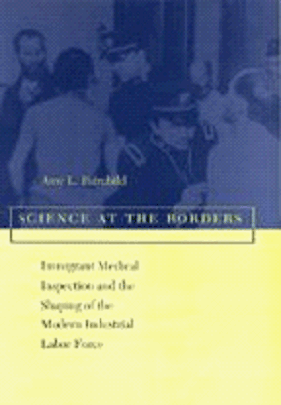 Amy L. Fairchild
SCIENCE AT THE BORDERS
Immigrant Medical
Inspection and the
Shaping of the
Modern Industrial
Labor Force